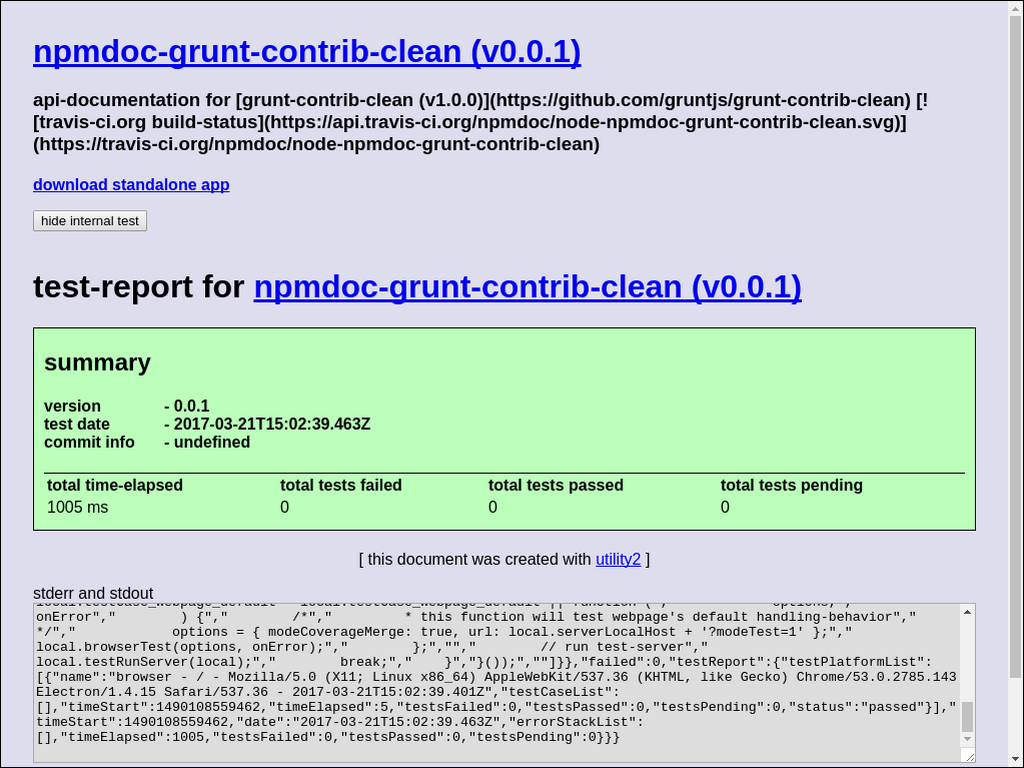 npmdoc-grunt-contrib-clean (v0.0.1)
api-documentation for [grunt-contrib-clean (v1.0.0)](https://github.com/gruntjs/grunt-contrib-clean) [!
[travis-ci.org build-status](https://api.travis-ci.org/npmdoc/node-npmdoc-grunt-contrib-clean.svg)]
(https://travis-ci.org/npmdoc/node-npmdoc-grunt-contrib-clean)
download standalone app
hide internal test
test-report for npmdoc-grunt-contrib-clean (v0.0.1)
summary
version - 0.0.1
test date - 2017-03-21T15:02:39.463Z
commit info - undefined
total time-elapsed total tests failed total tests passed total tests pending
1005 ms 0 0 0
[ this document was created with utility2 ]
stderr and stdout
onError","        ) {","        /*","         * this function will test webpage's default handling-behavior","
*/","            options = { modeCoverageMerge: true, url: local.serverLocalHost + '?modeTest=1' };","
local.browserTest(options, onError);","        };","","        // run test-server","
local.testRunServer(local);","        break;","    }","}());",""]}},"failed":0,"testReport":{"testPlatformList":
[{"name":"browser - / - Mozilla/5.0 (X11; Linux x86_64) AppleWebKit/537.36 (KHTML, like Gecko) Chrome/53.0.2785.143
Electron/1.4.15 Safari/537.36 - 2017-03-21T15:02:39.401Z","testCaseList":
[],"timeStart":1490108559462,"timeElapsed":5,"testsFailed":0,"testsPassed":0,"testsPending":0,"status":"passed"}],"
timeStart":1490108559462,"date":"2017-03-21T15:02:39.463Z","errorStackList":
[],"timeElapsed":1005,"testsFailed":0,"testsPassed":0,"testsPending":0}}}